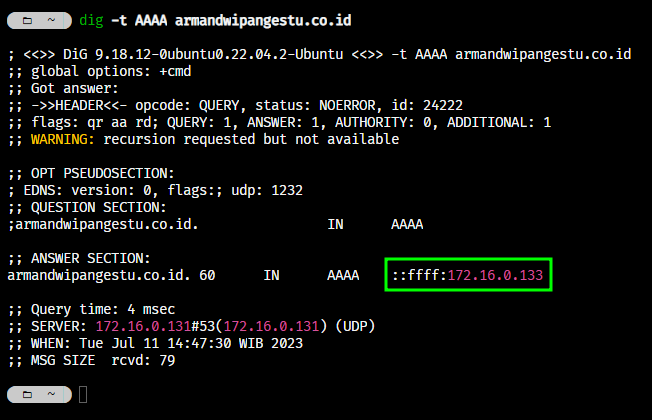 ~ dig -t AAAA armandwipangestu.co.id
; <<>> DiG 9.18.12-0ubuntu0.22.04.2-Ubuntu <<>> -t AAAA armandwipangestu.co.id
;; global options: +cmd
;; Got answer:
;; ->>HEADER<<- opcode: QUERY, status: NOERROR, id: 24222
;; flags: qr aa rd; QUERY: 1, ANSWER: 1, AUTHORITY: 0, ADDITIONAL: 1
;; WARNING: recursion requested but not available
;; OPT PSEUDOSECTION:
; EDNS: version: 0, flags:; udp: 1232
;; QUESTION SECTION:
;armandwipangestu.co.id. IN AAAA
;; ANSWER SECTION:
armandwipangestu.co.id. 60 IN AAAA ::ffff:172.16.0.133
;; Query time: 4 msec
;; SERVER: 172.16.0.131#53(172.16.0.131) (UDP)
;; WHEN: Tue Jul 11 14:47:30 WIB 2023
;; MSG SIZE rcvd: 79
~